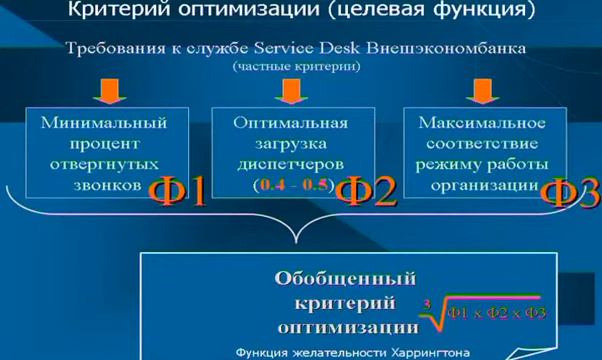 Критерий оптимизации (целевая функция)
Требования к службе Service Desk Внешэкономбанка
(частные критерии)
Минимальный
процент
отвергнутых
звонков
Ф1
Оптимальная
загрузка
диспетчеров
(0.4 - 0.5)
Ф2
Максимальное
соответствие
режиму работы
организации
Ф3
Обобщенный
критерий
оптимизации
3√Ф1 x Ф2 x Ф3
Функция желательности Харрингтона